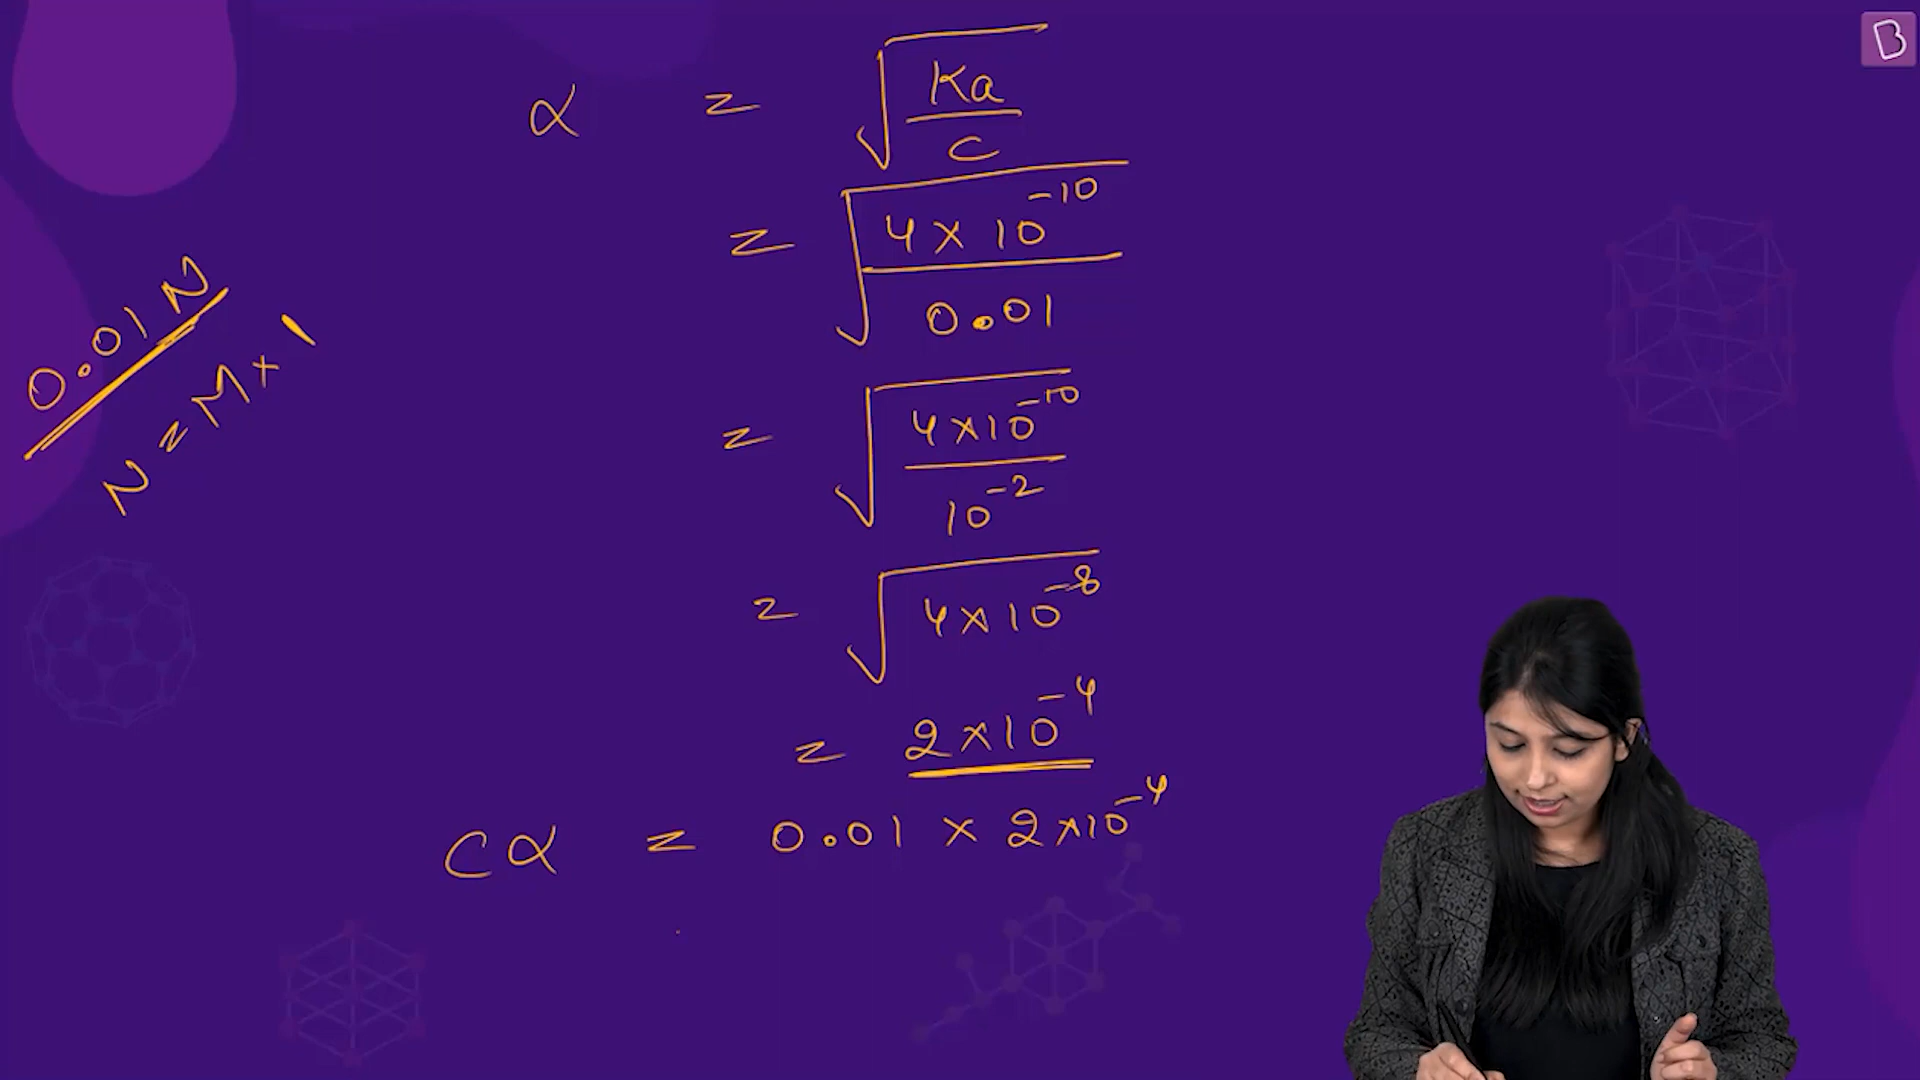 α = √(Ka/C)
= √(4 × 10⁻¹⁰ / 0.01)
0.01 N
N = M × 1
= √(4 × 10⁻¹⁰ / 10⁻²)
= √(4 × 10⁻⁸)
= 2 × 10⁻⁴
Cα = 0.01 × 2 × 10⁻⁴
B